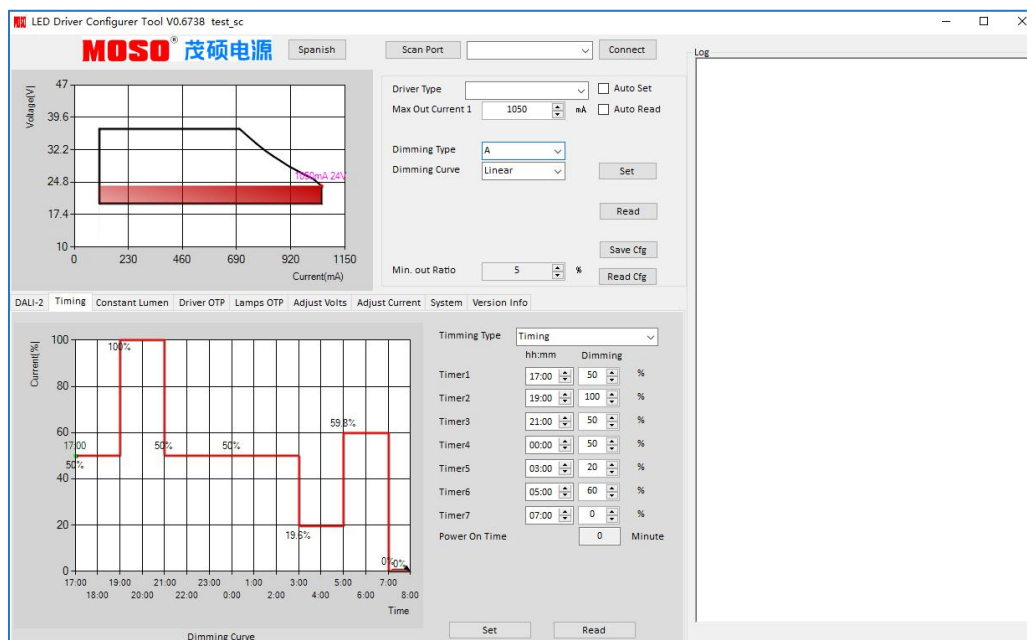 MOSO LED Driver Configurer Tool V0.6738 test_sc
MOSO® 茂硕电源
Spanish
Scan Port
Connect
Log
Voltage[V]
47
39.6
32.2
24.8
17.4
10
1050mA 24V
0 230 460 690 920 1150
Current(mA)
Driver Type
Auto Set
Max Out Current 1 1050 mA
Auto Read
Dimming Type A
Dimming Curve Linear
Set
Read
Save Cfg
Min. out Ratio 5 %
Read Cfg
DALI-2 Timing Constant Lumen Driver OTP Lamps OTP Adjust Volts Adjust Current System Version Info
Current[%]
100
80
60
40
20
0
17:00
50%
100%
50%
50%
19.6%
59.8%
0%
0%
17:00 19:00 21:00 23:00 1:00 3:00 5:00 7:00
18:00 20:00 22:00 0:00 2:00 4:00 6:00 8:00
Time
Dimming Curve
Timming Type Timing
hh:mm Dimming
Timer1 17:00 50 %
Timer2 19:00 100 %
Timer3 21:00 50 %
Timer4 00:00 50 %
Timer5 03:00 20 %
Timer6 05:00 60 %
Timer7 07:00 0 %
Power On Time 0 Minute
Set
Read